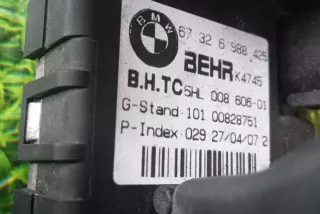 BMW
67 32 6 988 425
BEHR K4745
B.H.TC 5HL 008 606-01
G-Stand 101 00828751
P-Index 029 27/04/07 2